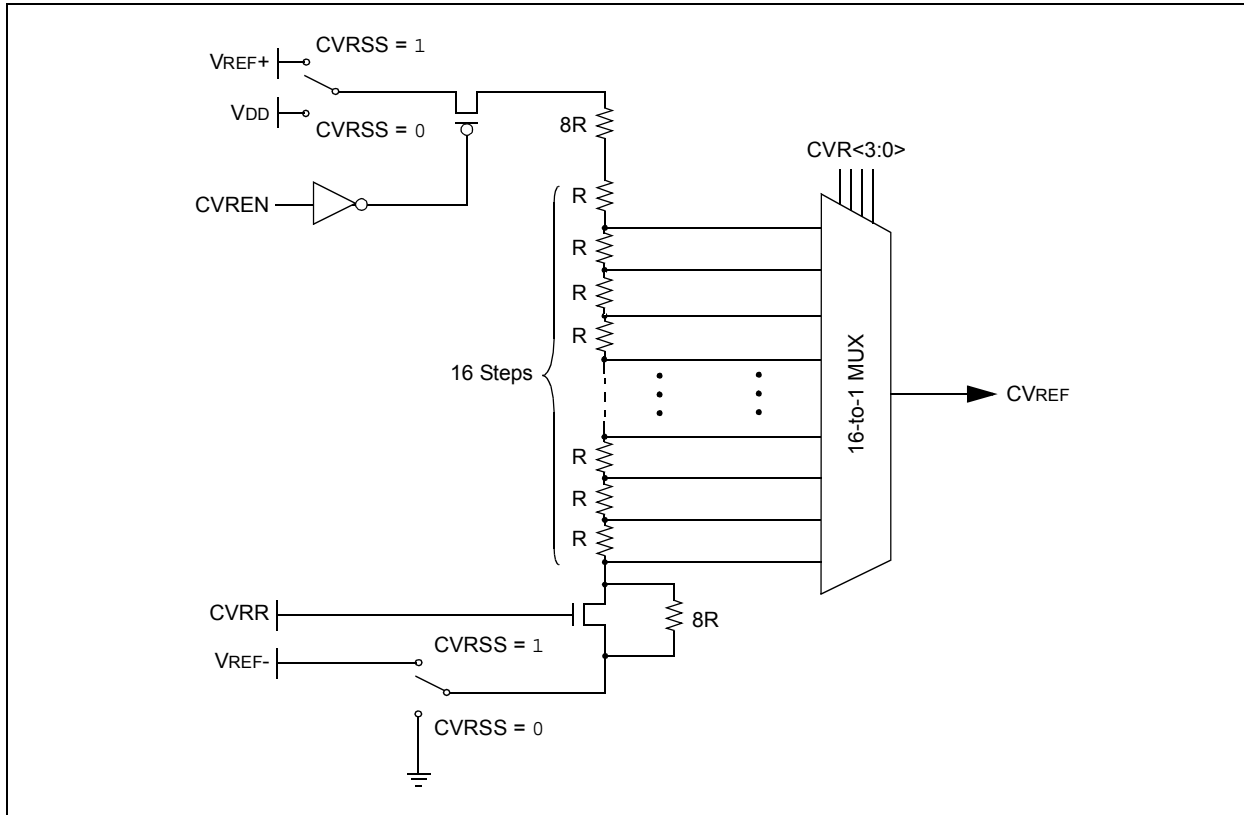 CVRSS = 1
VREF+
VDD
CVRSS = 0
8R
CVR<3:0>
CVREN
R
R
R
R
16 Steps
16-to-1 MUX
CVREF
R
R
R
CVRR
8R
CVRSS = 1
VREF-
CVRSS = 0